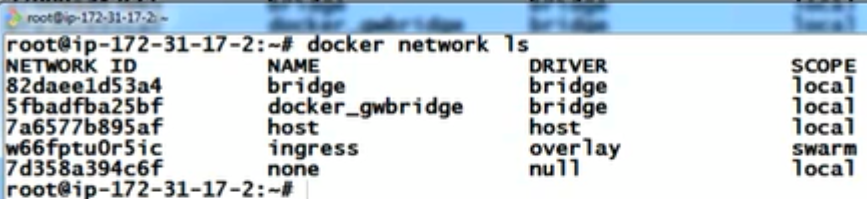 root@ip-172-31-17-2: ~
root@ip-172-31-17-2:~# docker network ls
NETWORK ID NAME DRIVER SCOPE
82daee1d53a4 bridge bridge local
5fbadfba25bf docker_gwbridge bridge local
7a6577b895af host host local
w66fptu0r5ic ingress overlay swarm
7d358a394c6f none null local
root@ip-172-31-17-2:~#